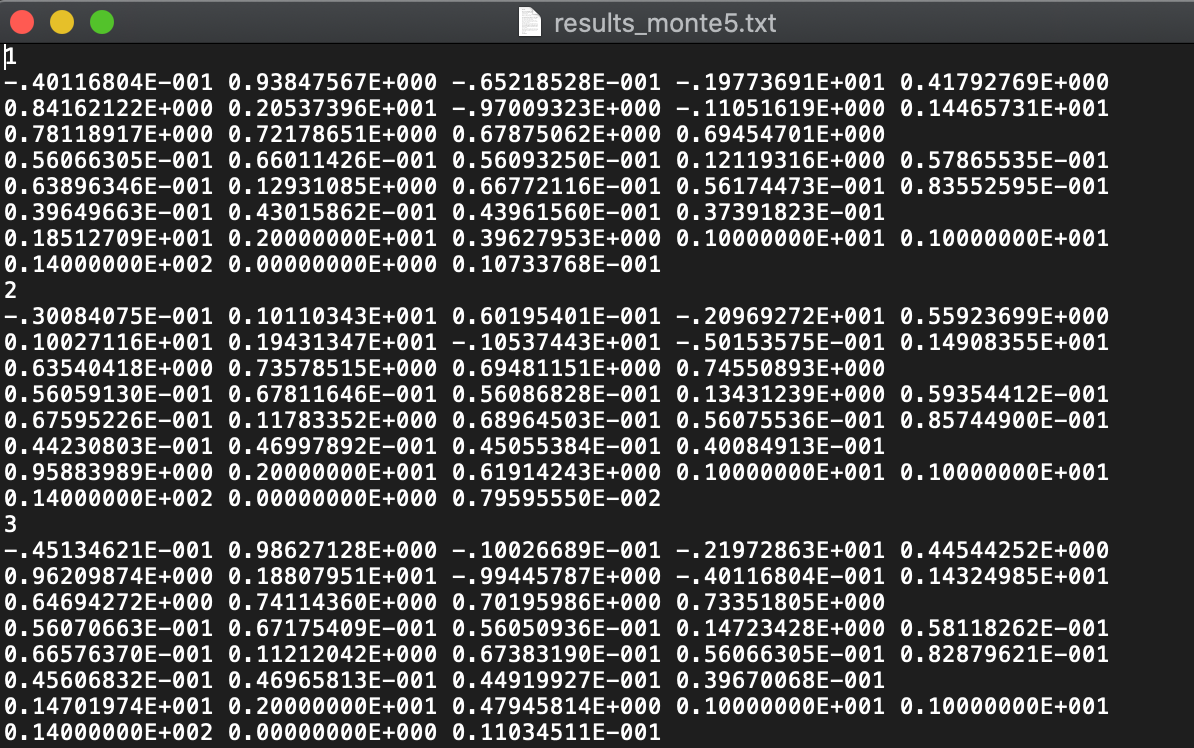 results_monte5.txt
1
-.40116804E-001 0.93847567E+000 -.65218528E-001 -.19773691E+001 0.41792769E+000
0.84162122E+000 0.20537396E+001 -.97009323E+000 -.11051619E+000 0.14465731E+001
0.78118917E+000 0.72178651E+000 0.67875062E+000 0.69454701E+000
0.56066305E-001 0.66011426E-001 0.56093250E-001 0.12119316E+000 0.57865535E-001
0.63896346E-001 0.12931085E+000 0.66772116E-001 0.56174473E-001 0.83552595E-001
0.39649663E-001 0.43015862E-001 0.43961560E-001 0.37391823E-001
0.18512709E+001 0.20000000E+001 0.39627953E+000 0.10000000E+001 0.10000000E+001
0.14000000E+002 0.00000000E+000 0.10733768E-001
2
-.30084075E-001 0.10110343E+001 0.60195401E-001 -.20969272E+001 0.55923699E+000
0.10027116E+001 0.19431347E+001 -.10537443E+001 -.50153575E-001 0.14908355E+001
0.63540418E+000 0.73578515E+000 0.69481151E+000 0.74550893E+000
0.56059130E-001 0.67811646E-001 0.56086828E-001 0.13431239E+000 0.59354412E-001
0.67595226E-001 0.11783352E+000 0.68964503E-001 0.56075536E-001 0.85744900E-001
0.44230803E-001 0.46997892E-001 0.45055384E-001 0.40084913E-001
0.95883989E+000 0.20000000E+001 0.61914243E+000 0.10000000E+001 0.10000000E+001
0.14000000E+002 0.00000000E+000 0.79595550E-002
3
-.45134621E-001 0.98627128E+000 -.10026689E-001 -.21972863E+001 0.44544252E+000
0.96209874E+000 0.18807951E+001 -.99445787E+000 -.40116804E-001 0.14324985E+001
0.64694272E+000 0.74114360E+000 0.70195986E+000 0.73351805E+000
0.56070663E-001 0.67175409E-001 0.56050936E-001 0.14723428E+000 0.58118262E-001
0.66576370E-001 0.11212042E+000 0.67383190E-001 0.56066305E-001 0.82879621E-001
0.45606832E-001 0.46965813E-001 0.44919927E-001 0.39670068E-001
0.14701974E+001 0.20000000E+001 0.47945814E+000 0.10000000E+001 0.10000000E+001
0.14000000E+002 0.00000000E+000 0.11034511E-001